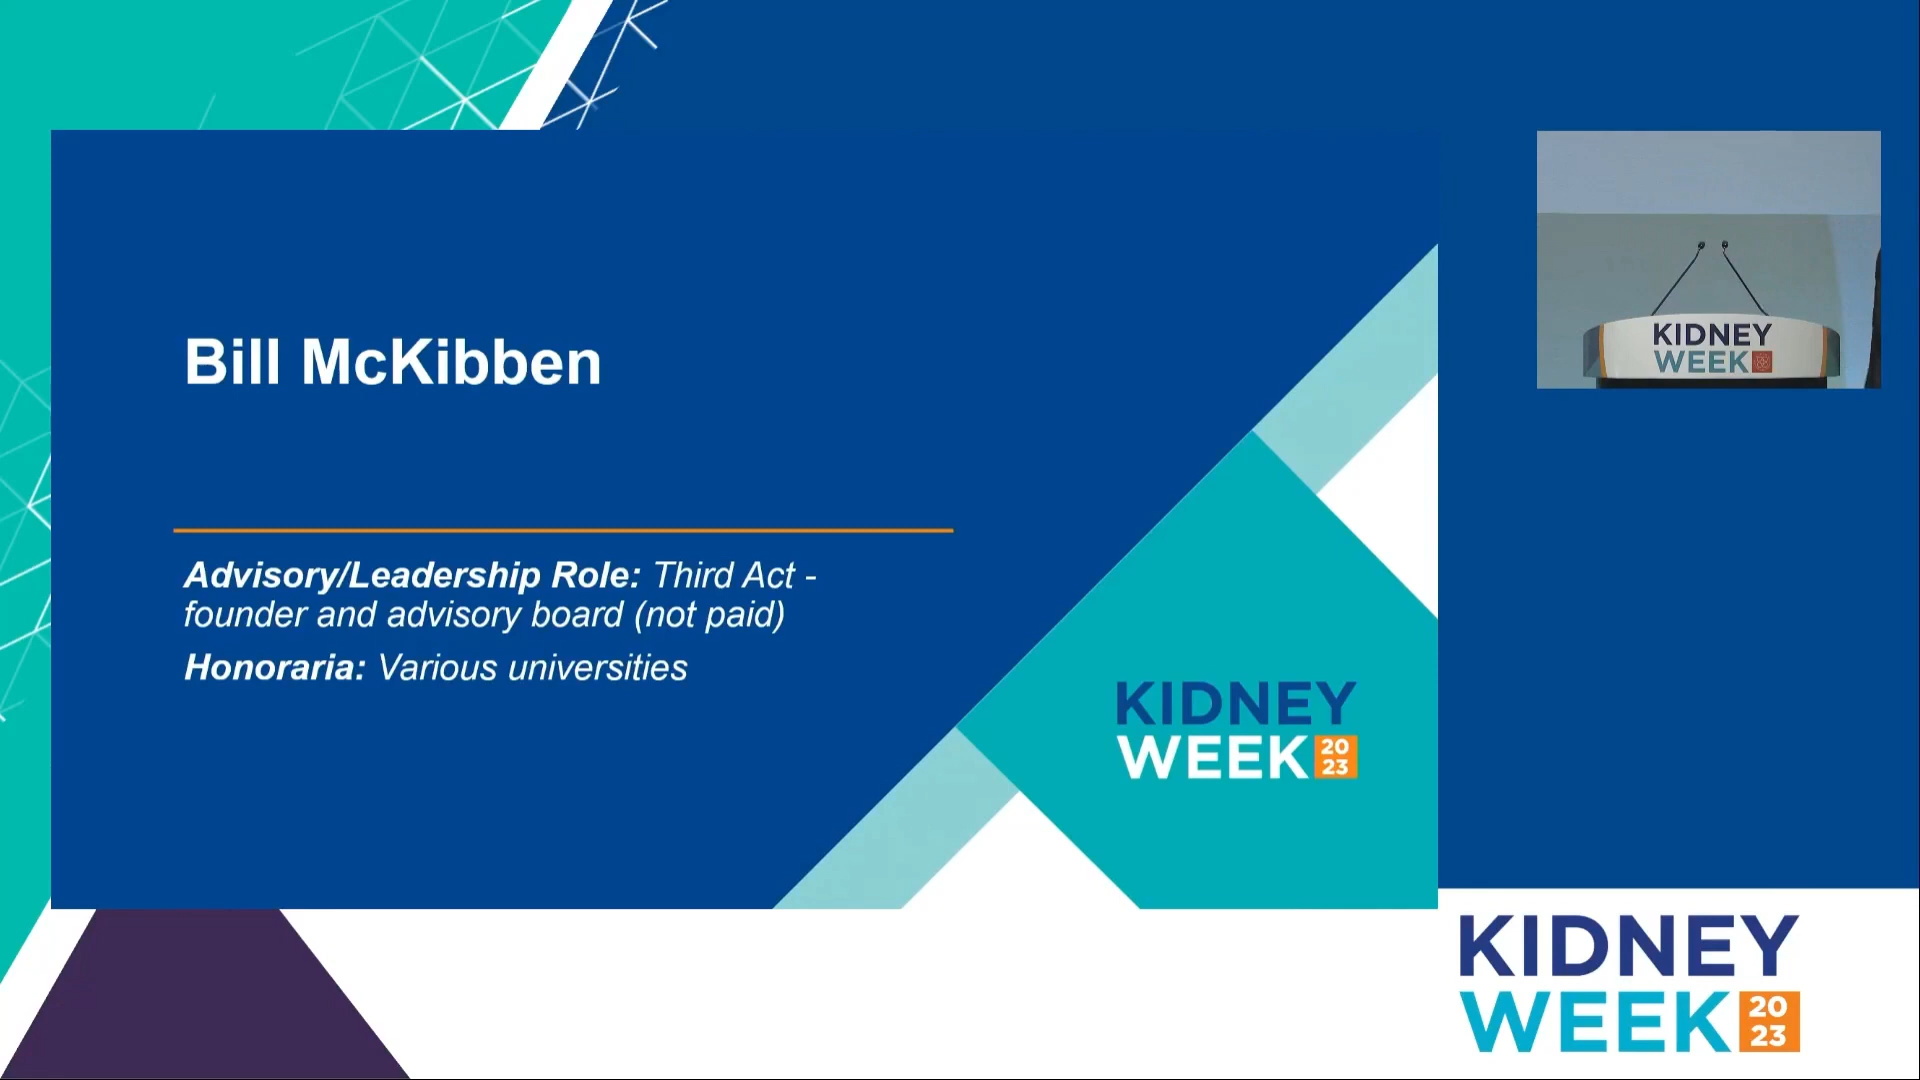 Bill McKibben
Advisory/Leadership Role: Third Act -
founder and advisory board (not paid)
Honoraria: Various universities
KIDNEY
WEEK 20
23
KIDNEY
WEEK
KIDNEY
WEEK 20
23